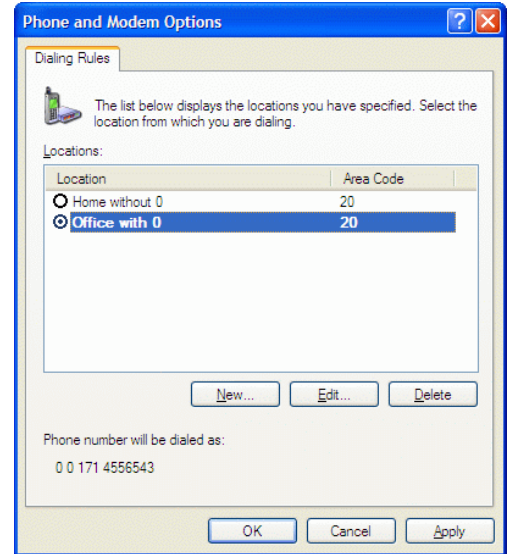 Phone and Modem Options
Dialing Rules
The list below displays the locations you have specified. Select the
location from which you are dialing.
Locations:
Location Area Code
Home without 0 20
Office with 0 20
New... Edit... Delete
Phone number will be dialed as:
0 0 171 4556543
OK Cancel Apply